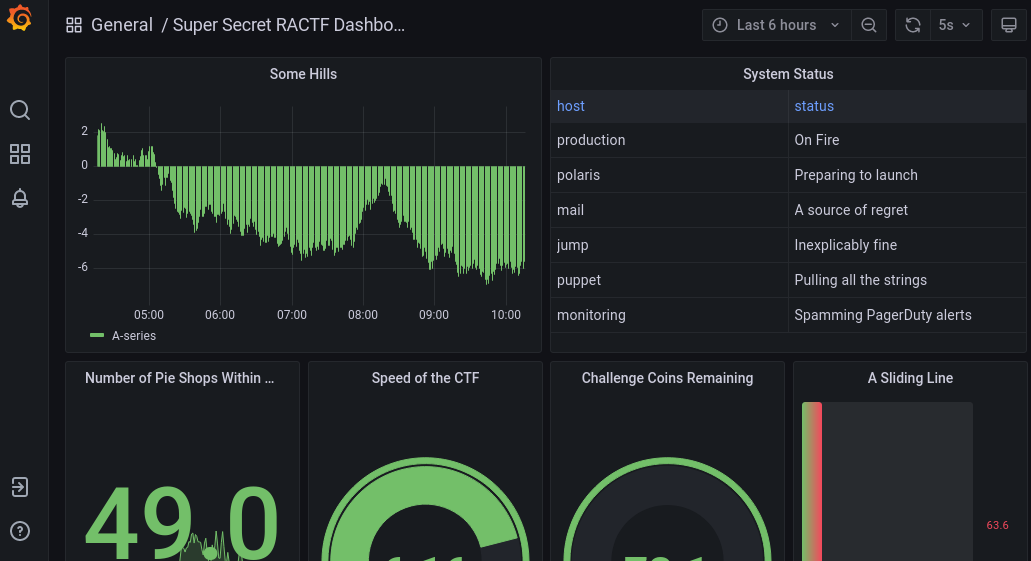 General / Super Secret RACTF Dashbo...
Last 6 hours
5s
Some Hills
2
0
-2
-4
-6
05:00 06:00 07:00 08:00 09:00 10:00
A-series
System Status
host status
production On Fire
polaris Preparing to launch
mail A source of regret
jump Inexplicably fine
puppet Pulling all the strings
monitoring Spamming PagerDuty alerts
Number of Pie Shops Within ...
49.0
Speed of the CTF
Challenge Coins Remaining
A Sliding Line
63.6